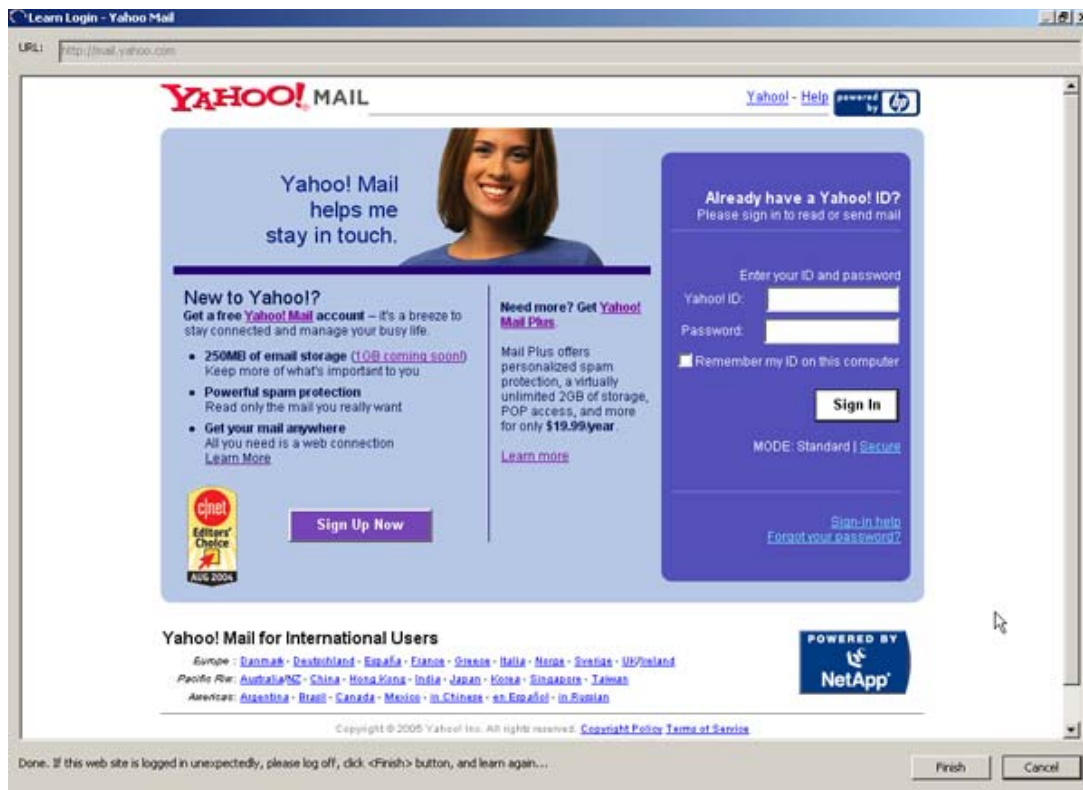 Learn Login - Yahoo Mail
URL: http://mail.yahoo.com
YAHOO! MAIL
Yahoo! - Help
powered by hp
Yahoo! Mail
helps me
stay in touch.
Already have a Yahoo! ID?
Please sign in to read or send mail
Enter your ID and password
Yahoo! ID:
Password:
Remember my ID on this computer
Sign In
MODE: Standard | Secure
Sign-in help
Forgot your password?
New to Yahoo!?
Get a free Yahoo! Mail account – it's a breeze to
stay connected and manage your busy life.
• 250MB of email storage (1GB coming soon!)
Keep more of what's important to you
• Powerful spam protection
Read only the mail you really want
• Get your mail anywhere
All you need is a web connection
Learn More
Need more? Get Yahoo!
Mail Plus.
Mail Plus offers
personalized spam
protection, a virtually
unlimited 2GB of storage,
POP access, and more
for only $19.99/year.
Learn more
c|net
Editors'
Choice
AUG 2004
Sign Up Now
Yahoo! Mail for International Users
Europe : Danmark - Deutschland - España - France - Greece - Italia - Norge - Sverige - UK/Ireland
Pacific Rim: Australia/NZ - China - Hong Kong - India - Japan - Korea - Singapore - Taiwan
Americas: Argentina - Brasil - Canada - Mexico - in Chinese - en Español - in Russian
POWERED BY
NetApp
Copyright © 2005 Yahoo! Inc. All rights reserved. Copyright Policy Terms of Service
Done. If this web site is logged in unexpectedly, please log off, click <Finish> button, and learn again...
Finish
Cancel